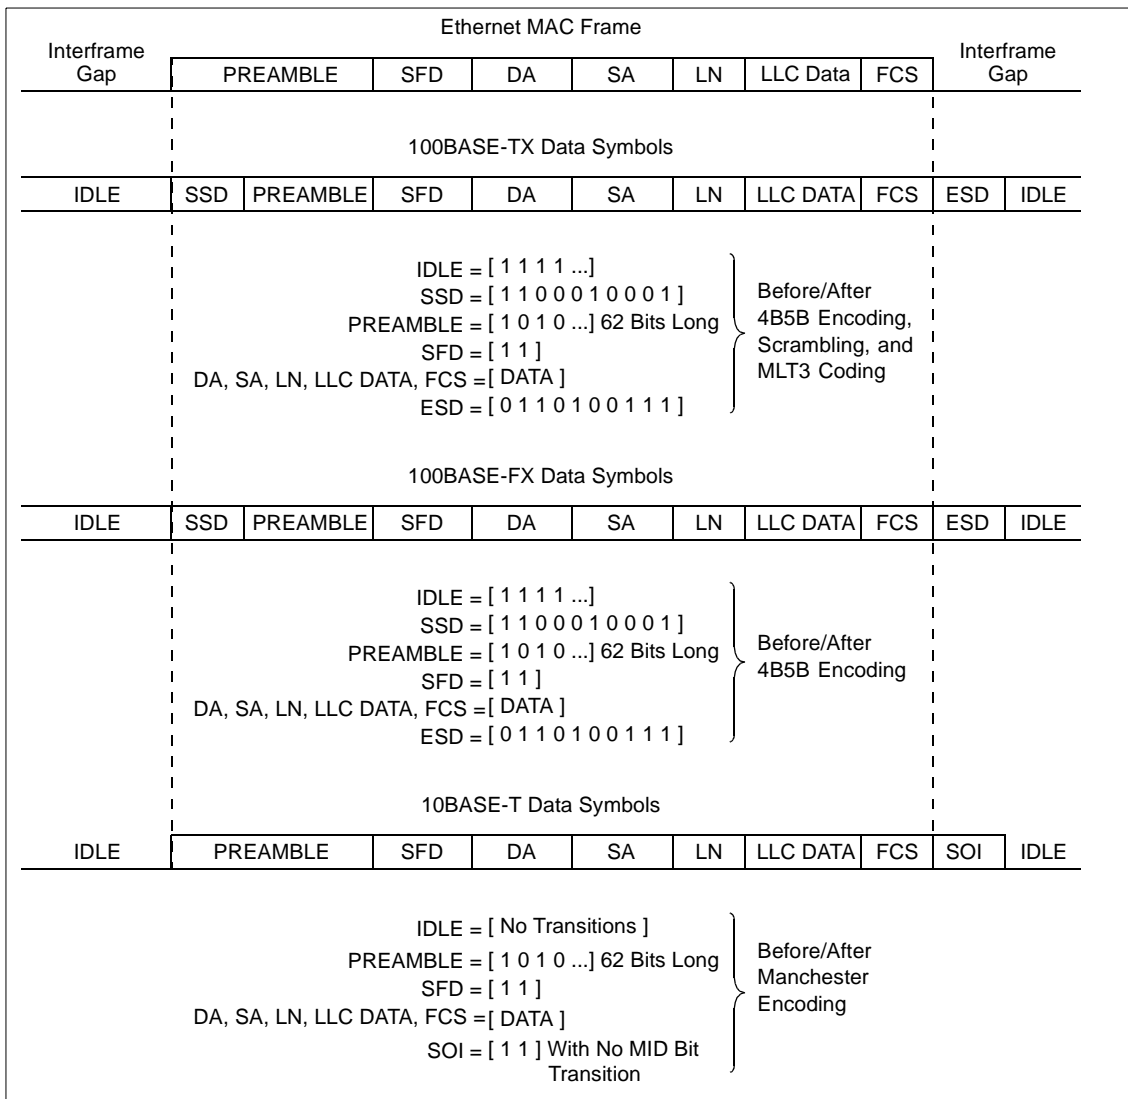 Ethernet MAC Frame
Interframe Gap
PREAMBLE SFD DA SA LN LLC Data FCS
Interframe Gap
100BASE-TX Data Symbols
IDLE SSD PREAMBLE SFD DA SA LN LLC DATA FCS ESD IDLE
IDLE = [ 1 1 1 1 ...]
SSD = [ 1 1 0 0 0 1 0 0 0 1 ]
PREAMBLE = [ 1 0 1 0 ...] 62 Bits Long
SFD = [ 1 1 ]
DA, SA, LN, LLC DATA, FCS = [ DATA ]
ESD = [ 0 1 1 0 1 0 0 1 1 1 ]
Before/After
4B5B Encoding,
Scrambling, and
MLT3 Coding
100BASE-FX Data Symbols
IDLE SSD PREAMBLE SFD DA SA LN LLC DATA FCS ESD IDLE
IDLE = [ 1 1 1 1 ...]
SSD = [ 1 1 0 0 0 1 0 0 0 1 ]
PREAMBLE = [ 1 0 1 0 ...] 62 Bits Long
SFD = [ 1 1 ]
DA, SA, LN, LLC DATA, FCS = [ DATA ]
ESD = [ 0 1 1 0 1 0 0 1 1 1 ]
Before/After
4B5B Encoding
10BASE-T Data Symbols
IDLE PREAMBLE SFD DA SA LN LLC DATA FCS SOI IDLE
IDLE = [ No Transitions ]
PREAMBLE = [ 1 0 1 0 ...] 62 Bits Long
SFD = [ 1 1 ]
DA, SA, LN, LLC DATA, FCS = [ DATA ]
SOI = [ 1 1 ] With No MID Bit
Transition
Before/After
Manchester
Encoding